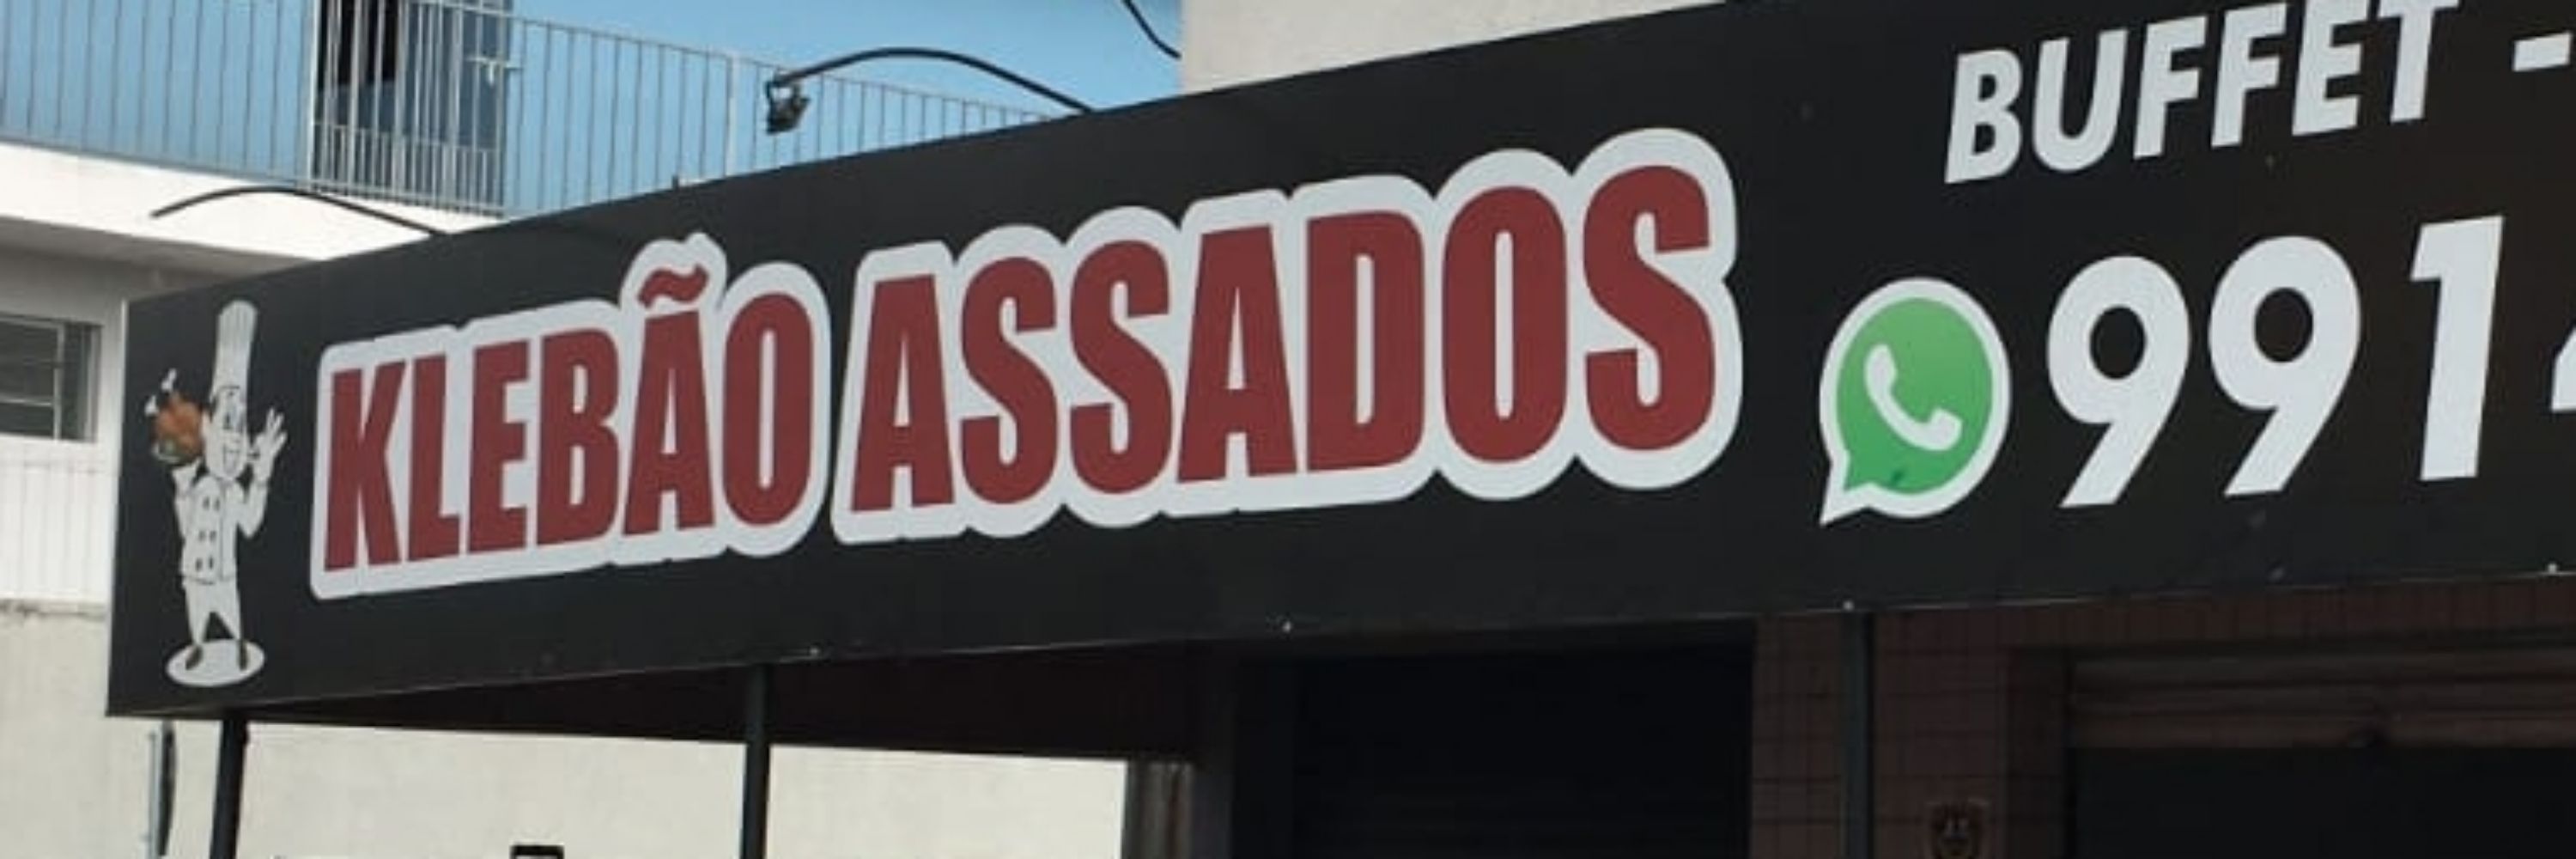 KLEBÃO ASSADOS
BUFFET -
991